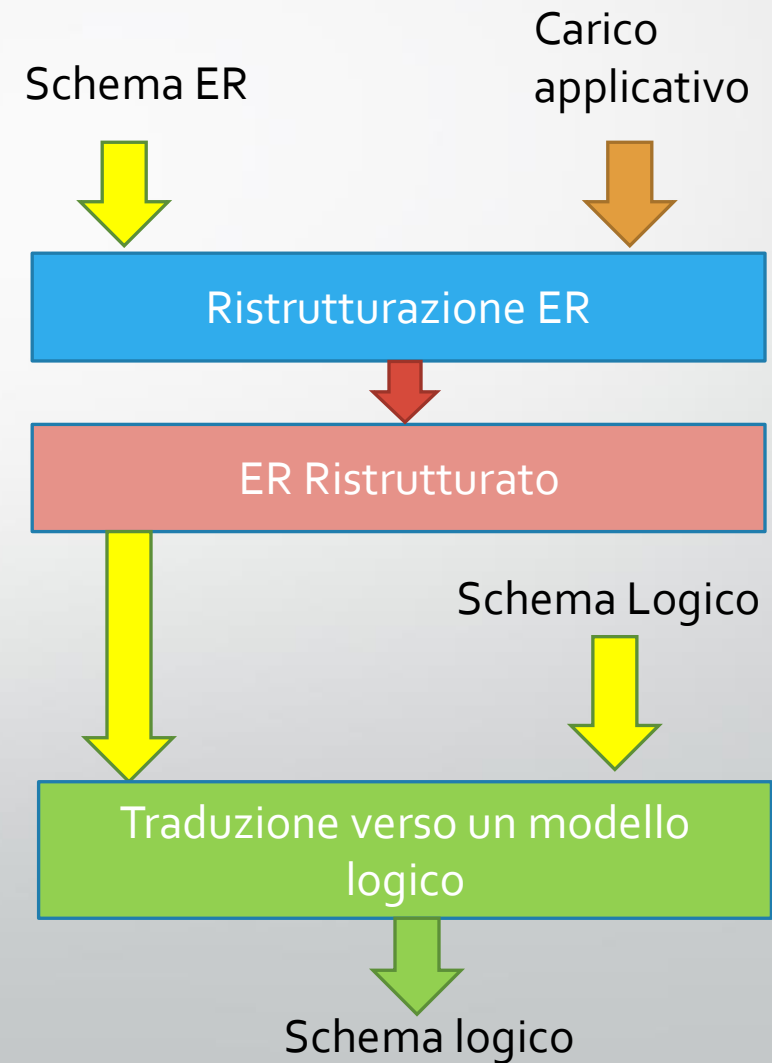 Schema ER
Carico
applicativo
Ristrutturazione ER
ER Ristrutturato
Schema Logico
Traduzione verso un modello
logico
Schema logico